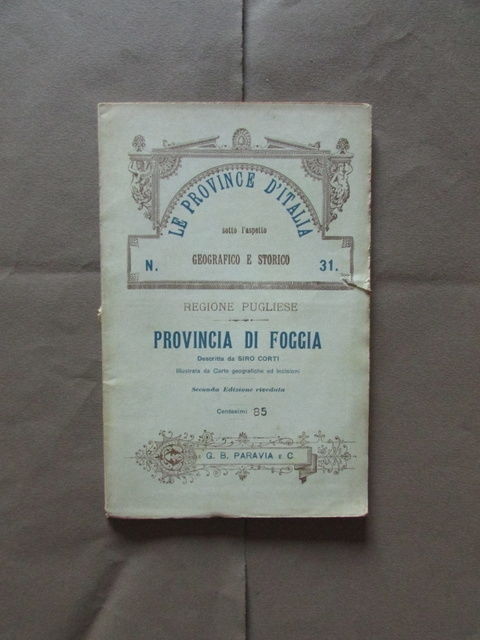 LE PROVINCE D'ITALIA
sotto l'aspetto
GEOGRAFICO E STORICO
N. 31.
REGIONE PUGLIESE
PROVINCIA DI FOGGIA
Descritta da SIRO CORTI
Illustrata da Carte geografiche ed incisioni
Seconda Edizione riveduta
Centesimi 85
G. B. PARAVIA E C.